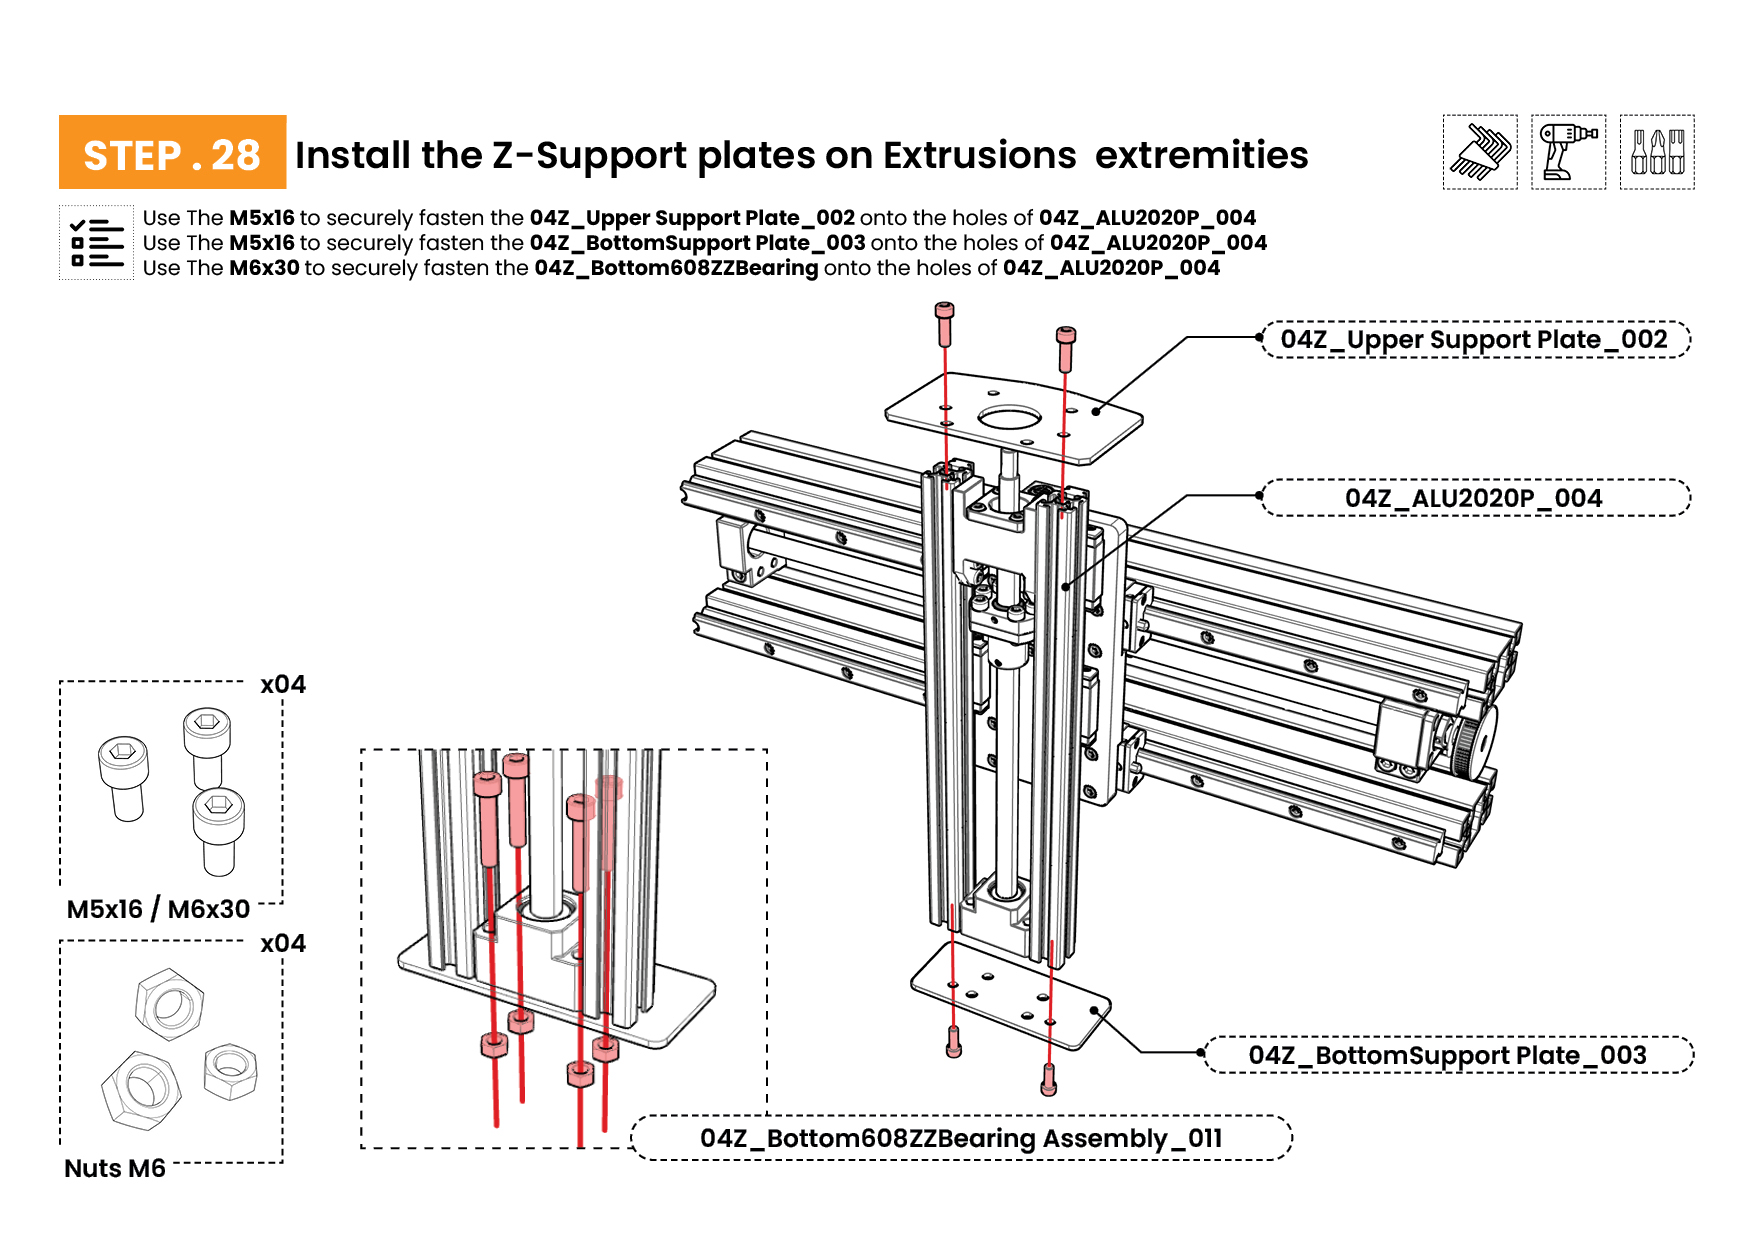 STEP . 28 Install the Z-Support plates on Extrusions extremities
Use The M5x16 to securely fasten the 04Z_Upper Support Plate_002 onto the holes of 04Z_ALU2020P_004
Use The M5x16 to securely fasten the 04Z_BottomSupport Plate_003 onto the holes of 04Z_ALU2020P_004
Use The M6x30 to securely fasten the 04Z_Bottom608ZZBearing onto the holes of 04Z_ALU2020P_004
04Z_Upper Support Plate_002
04Z_ALU2020P_004
x04
M5x16 / M6x30
x04
Nuts M6
04Z_BottomSupport Plate_003
04Z_Bottom608ZZBearing Assembly_011